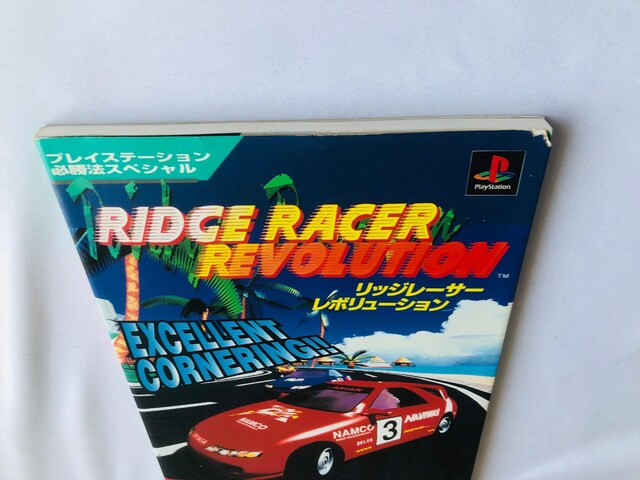 プレイステーション
必勝法スペシャル
PlayStation
RIDGE RACER
REVOLUTION™
リッジレーサー
レボリューション
EXCELLENT
CORNERING!!
NAMCO
NAMCO
3